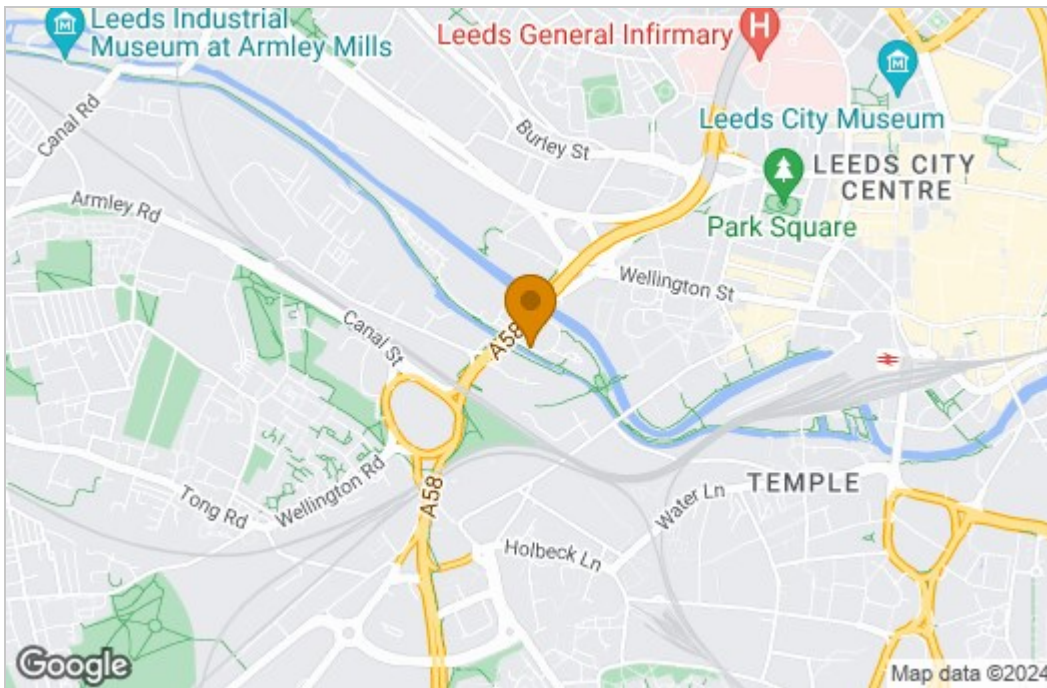 Leeds Industrial
Museum at Armley Mills
Leeds General Infirmary
H
M
M
Canal Rd
Burley St
Leeds City Museum
LEEDS CITY
CENTRE
Armley Rd
Park Square
Wellington St
A58
Canal St
TEMPLE
Wellington Rd
Tong Rd
A58
Water Ln
Holbeck Ln
Google
Map data ©2024